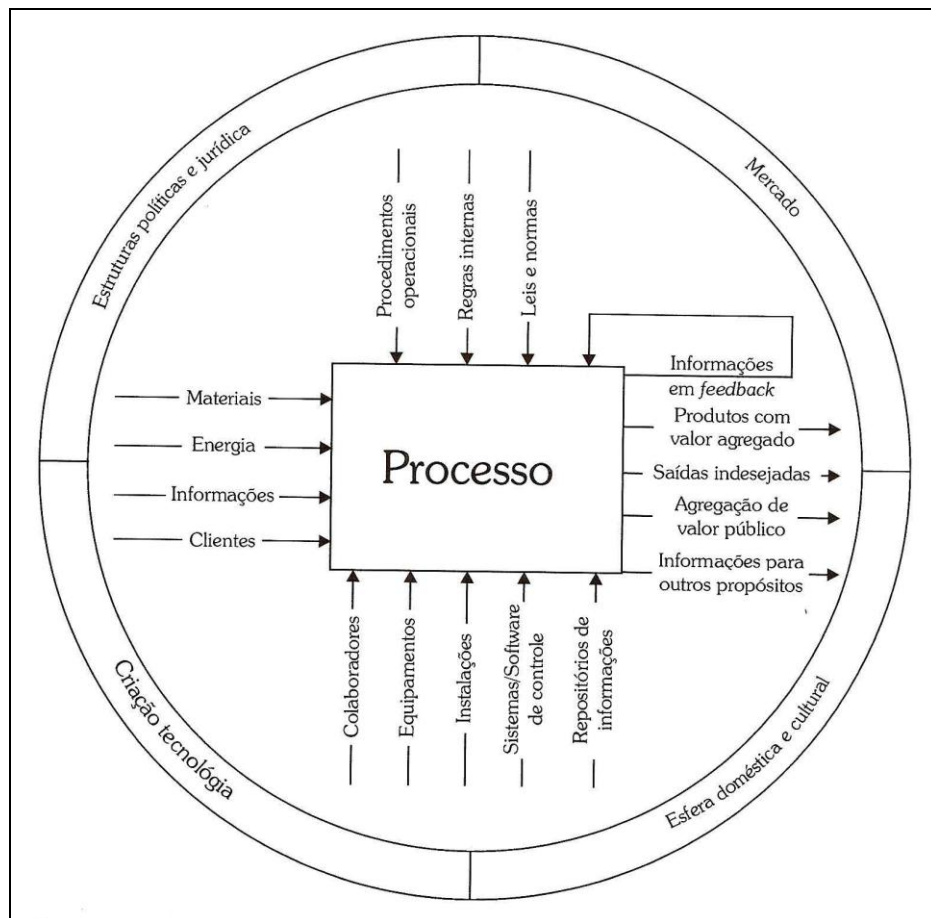 Estruturas políticas e jurídica
Mercado
Procedimentos
operacionais
Regras internas
Leis e normas
Materiais
Energia
Informações
Clientes
Processo
Informações
em feedback
Produtos com
valor agregado
Saídas indesejadas
Agregação de
valor público
Informações para
outros propósitos
Colaboradores
Equipamentos
Instalações
Sistemas/Software
de controle
Repositórios de
informações
Criação tecnológia
Esfera doméstica e cultural